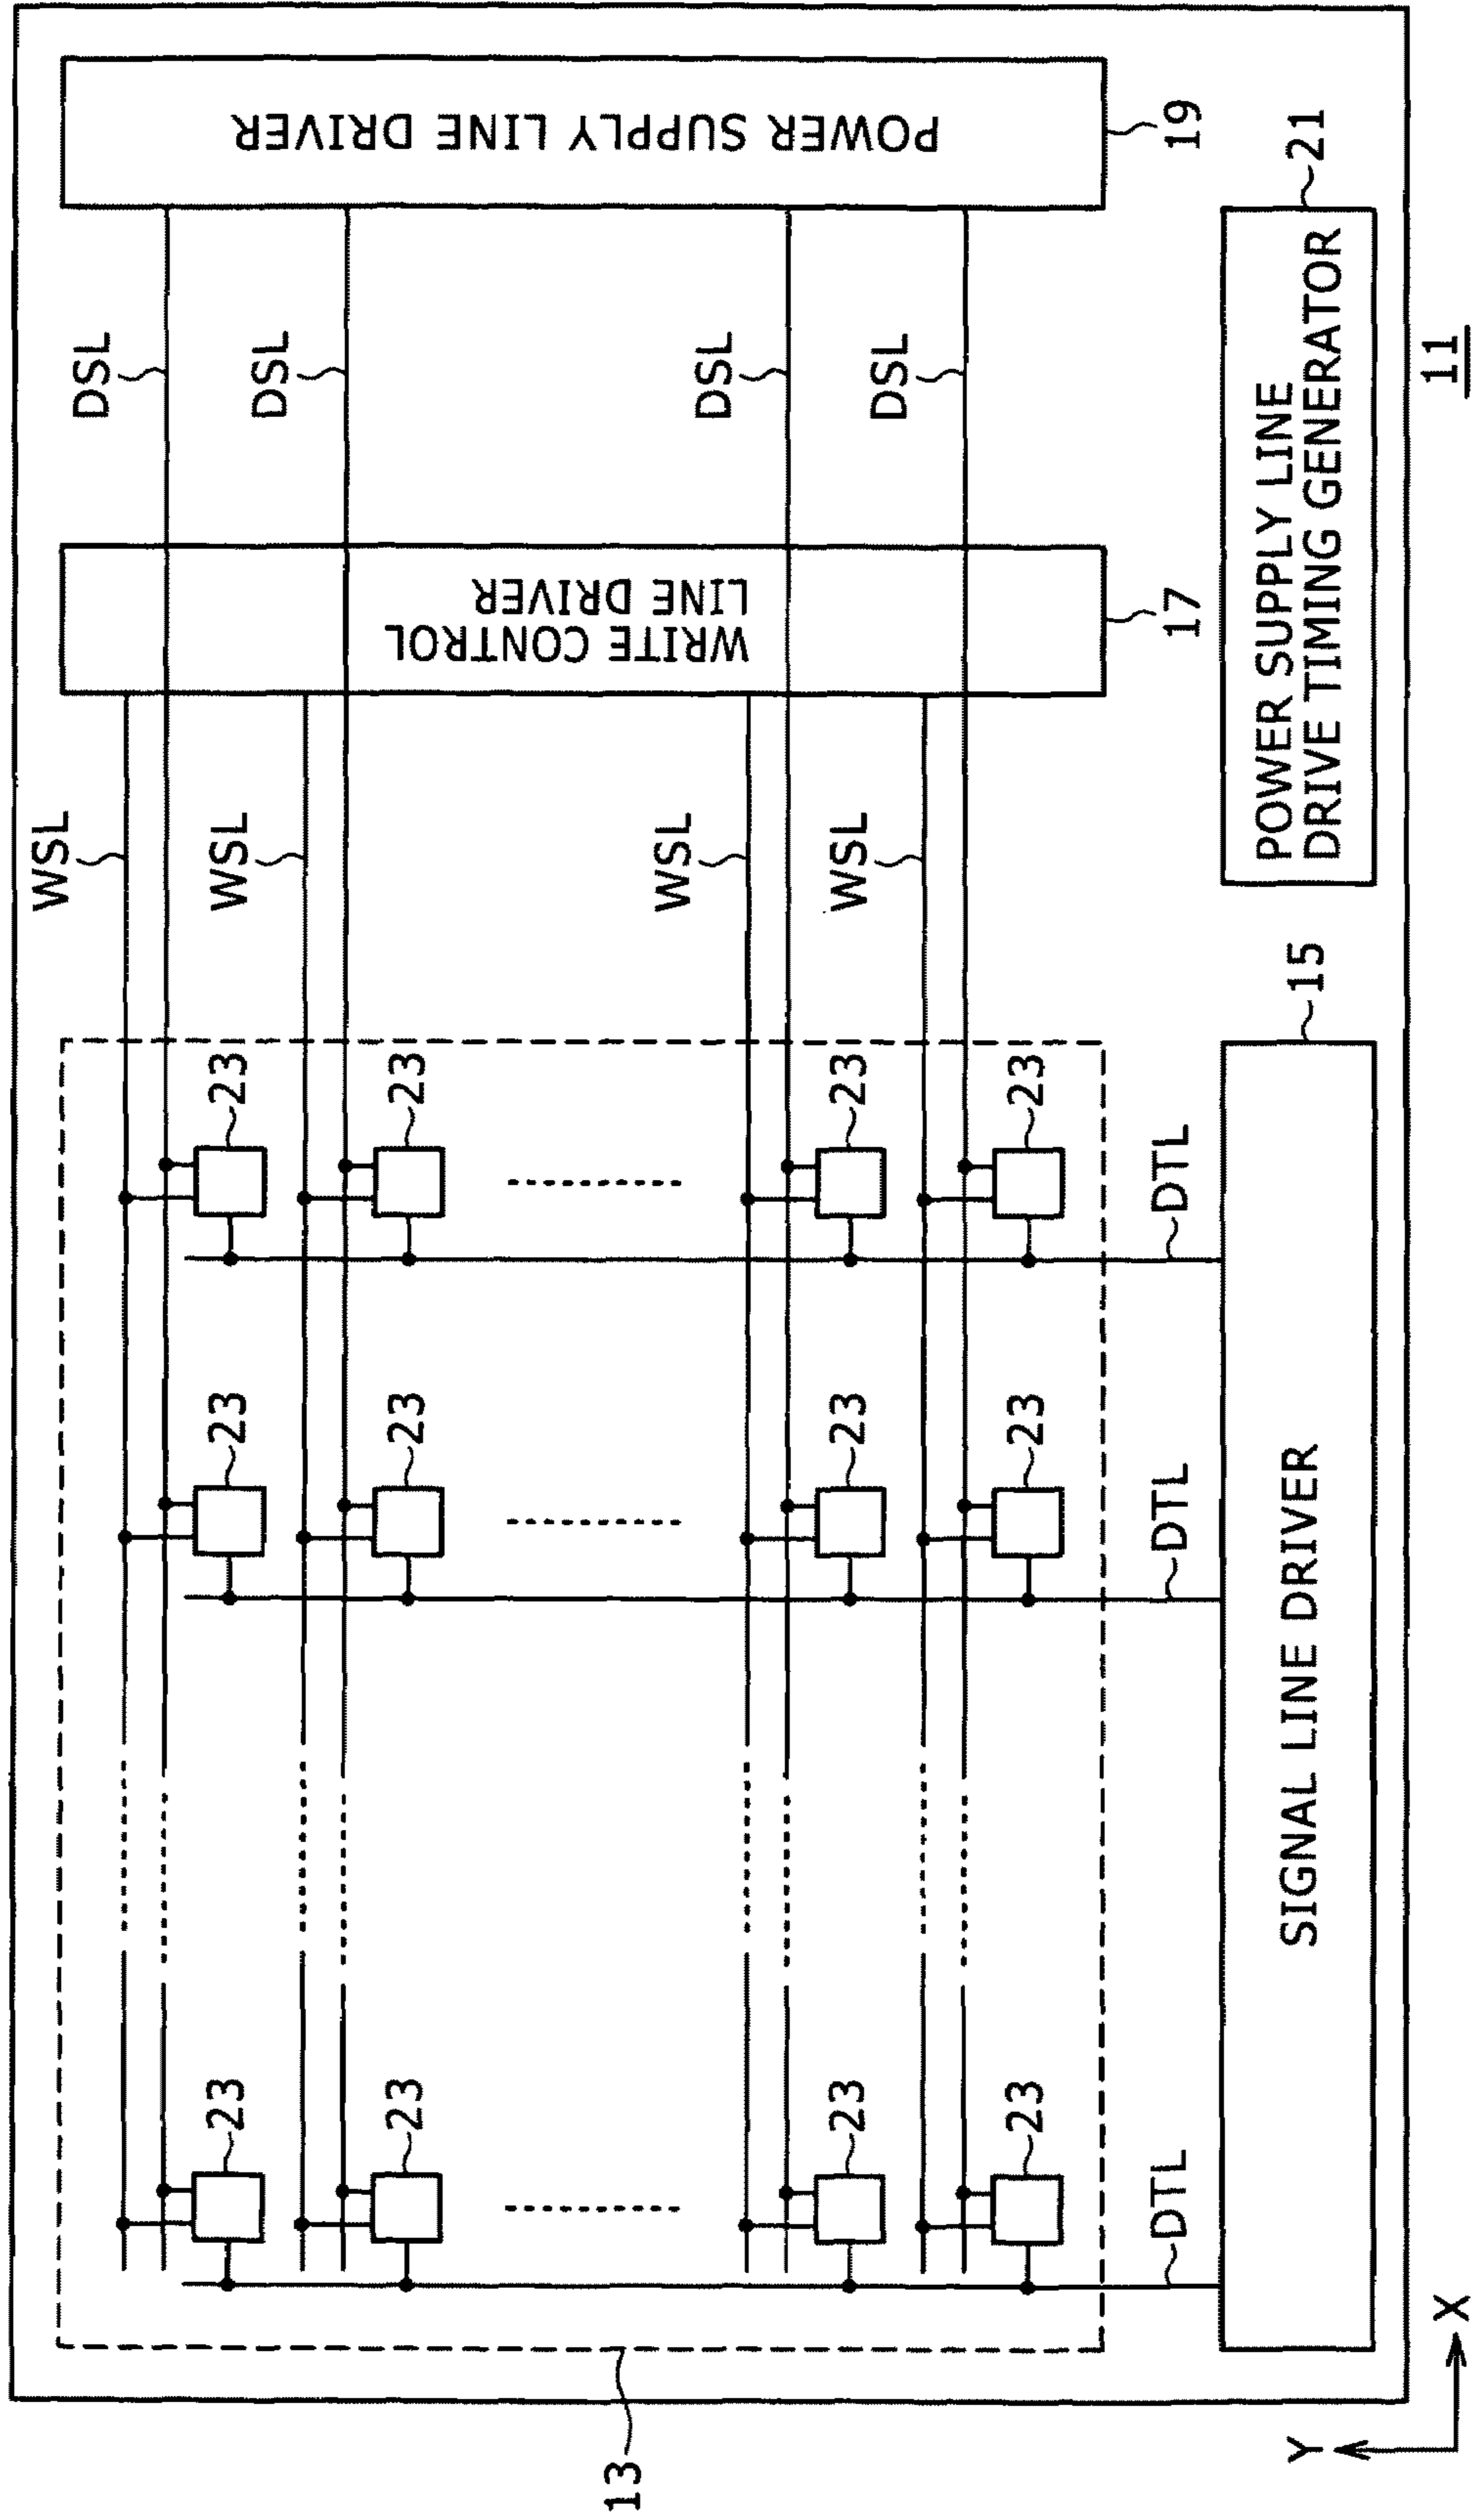 POWER SUPPLY LINE DRIVER
19
DSL
DSL
DSL
DSL
WRITE CONTROL
LINE DRIVER
17
21
POWER SUPPLY LINE
DRIVE TIMING GENERATOR
11
WSL
WSL
WSL
WSL
15
23
23
23
23
DTL
23
23
23
23
DTL
SIGNAL LINE DRIVER
23
23
23
23
DTL
13
Y
X